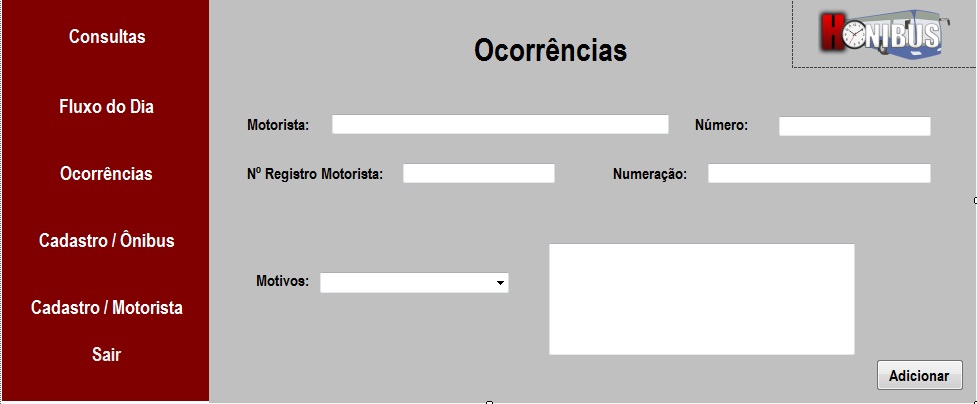 Consultas
Fluxo do Dia
Ocorrências
Cadastro / Ônibus
Cadastro / Motorista
Sair
Ocorrências
HONIBUS
Motorista:
Número:
Nº Registro Motorista:
Numeração:
Motivos:
Adicionar